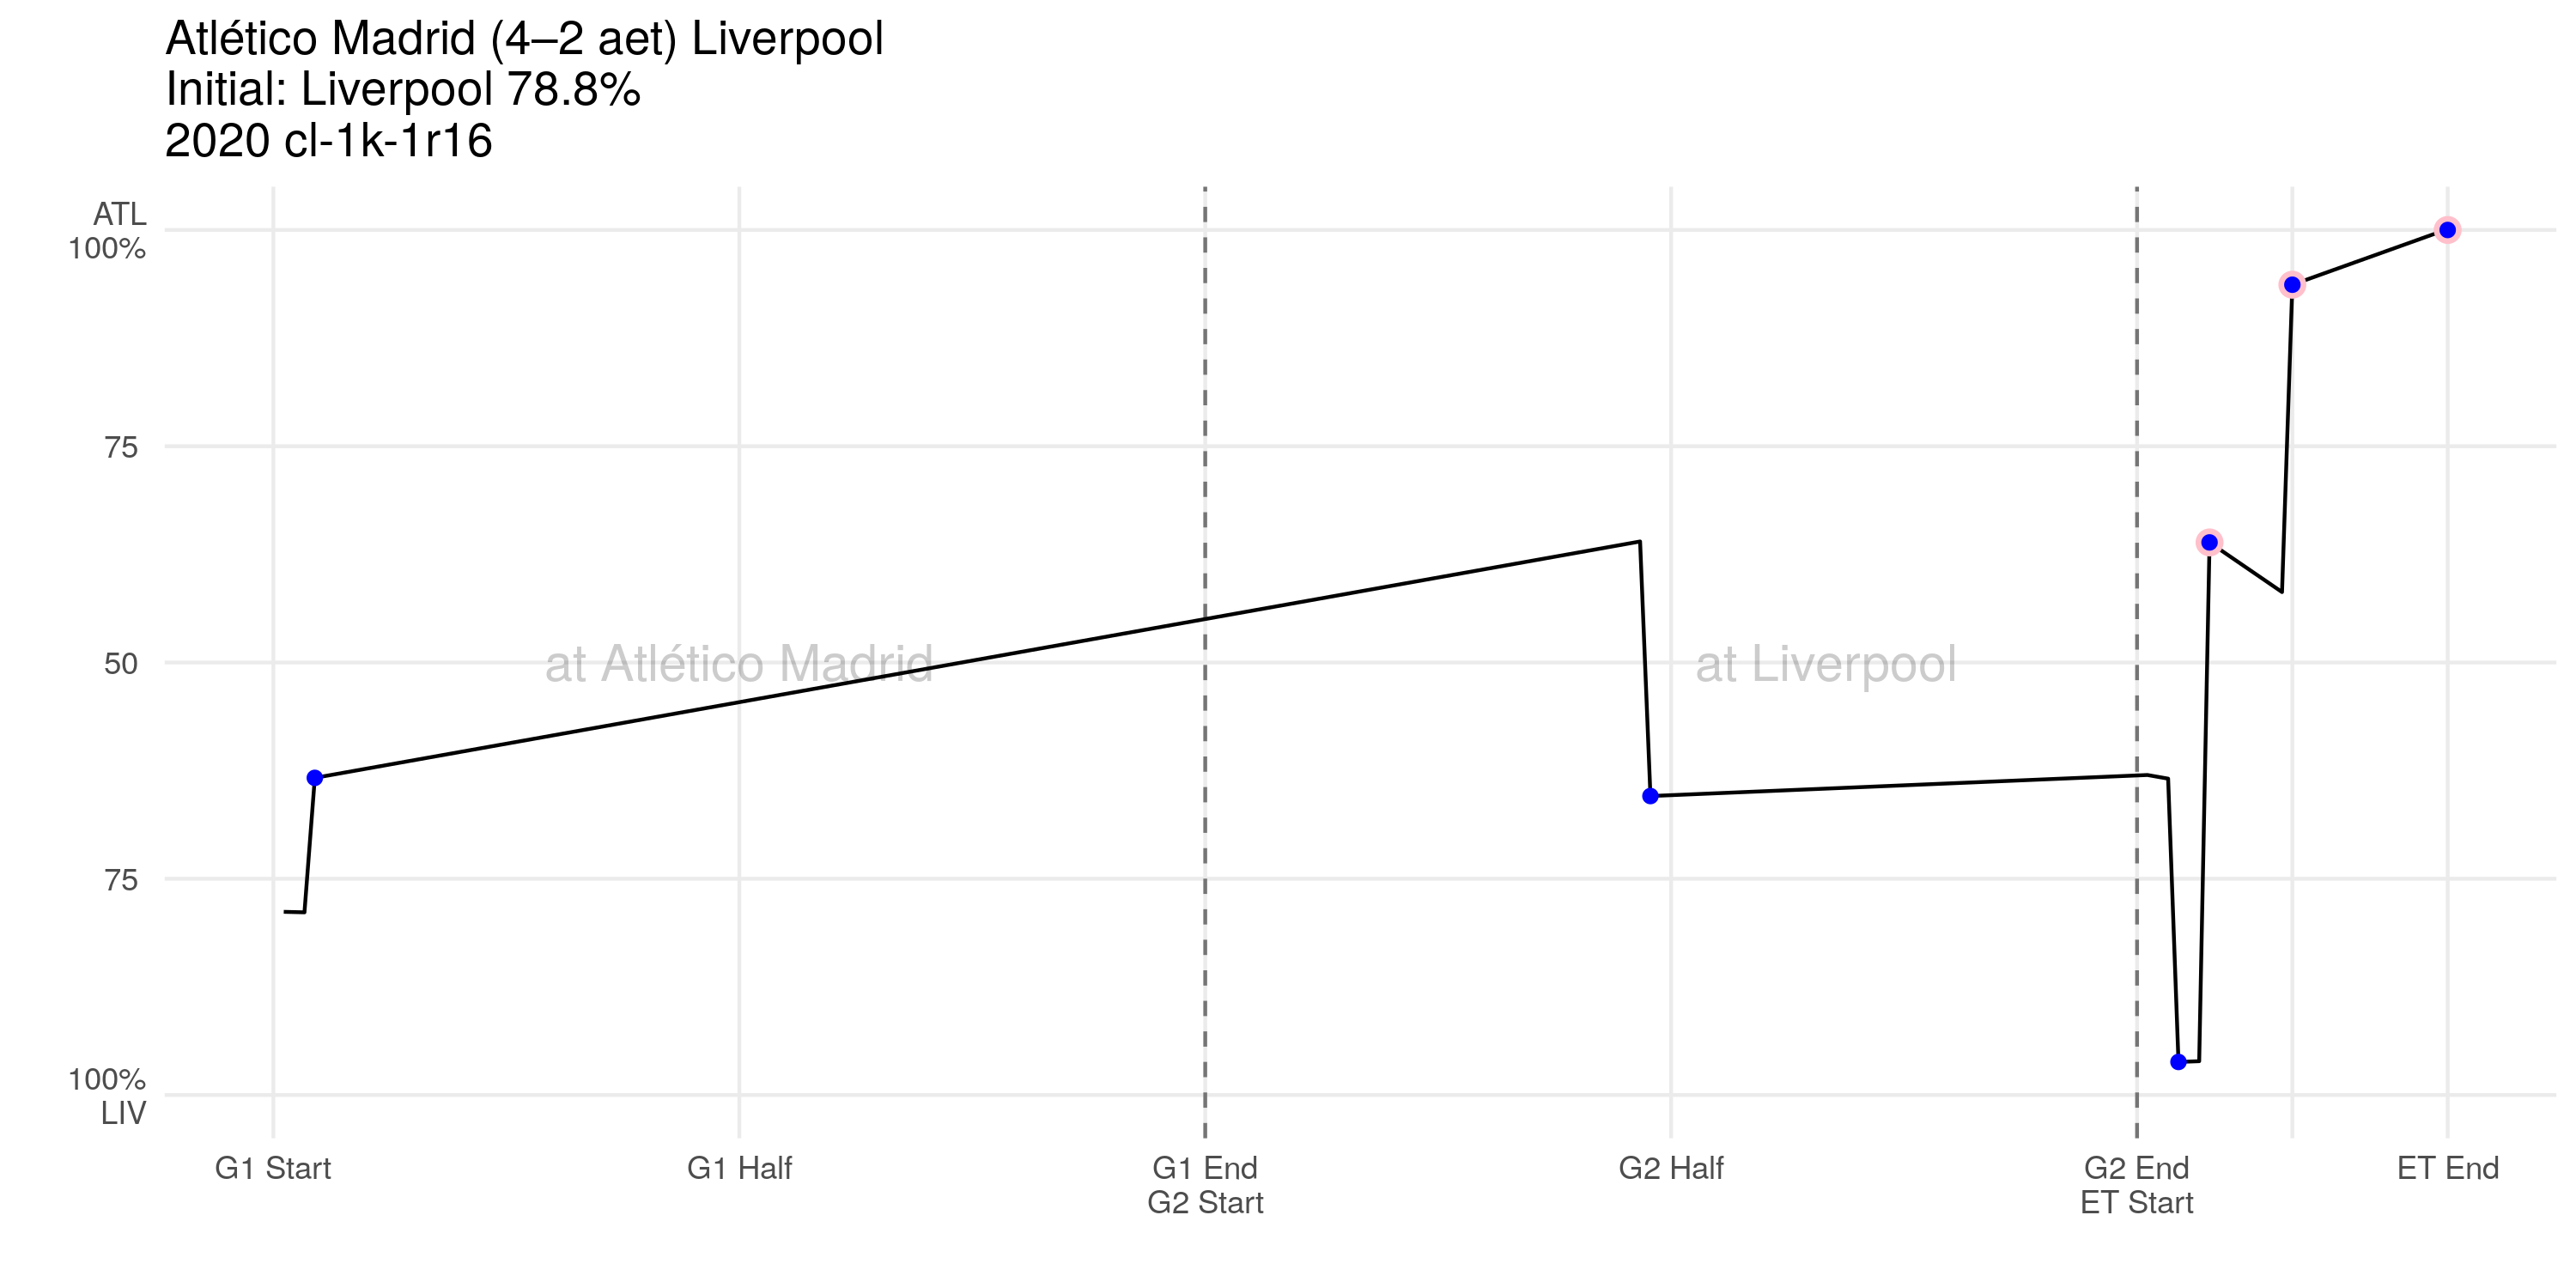 Atlético Madrid (4–2 aet) Liverpool
Initial: Liverpool 78.8%
2020 cl-1k-1r16
ATL
100%
75
50
75
100%
LIV
at Atlético Madrid
at Liverpool
G1 Start
G1 Half
G1 End
G2 Start
G2 Half
G2 End
ET Start
ET End